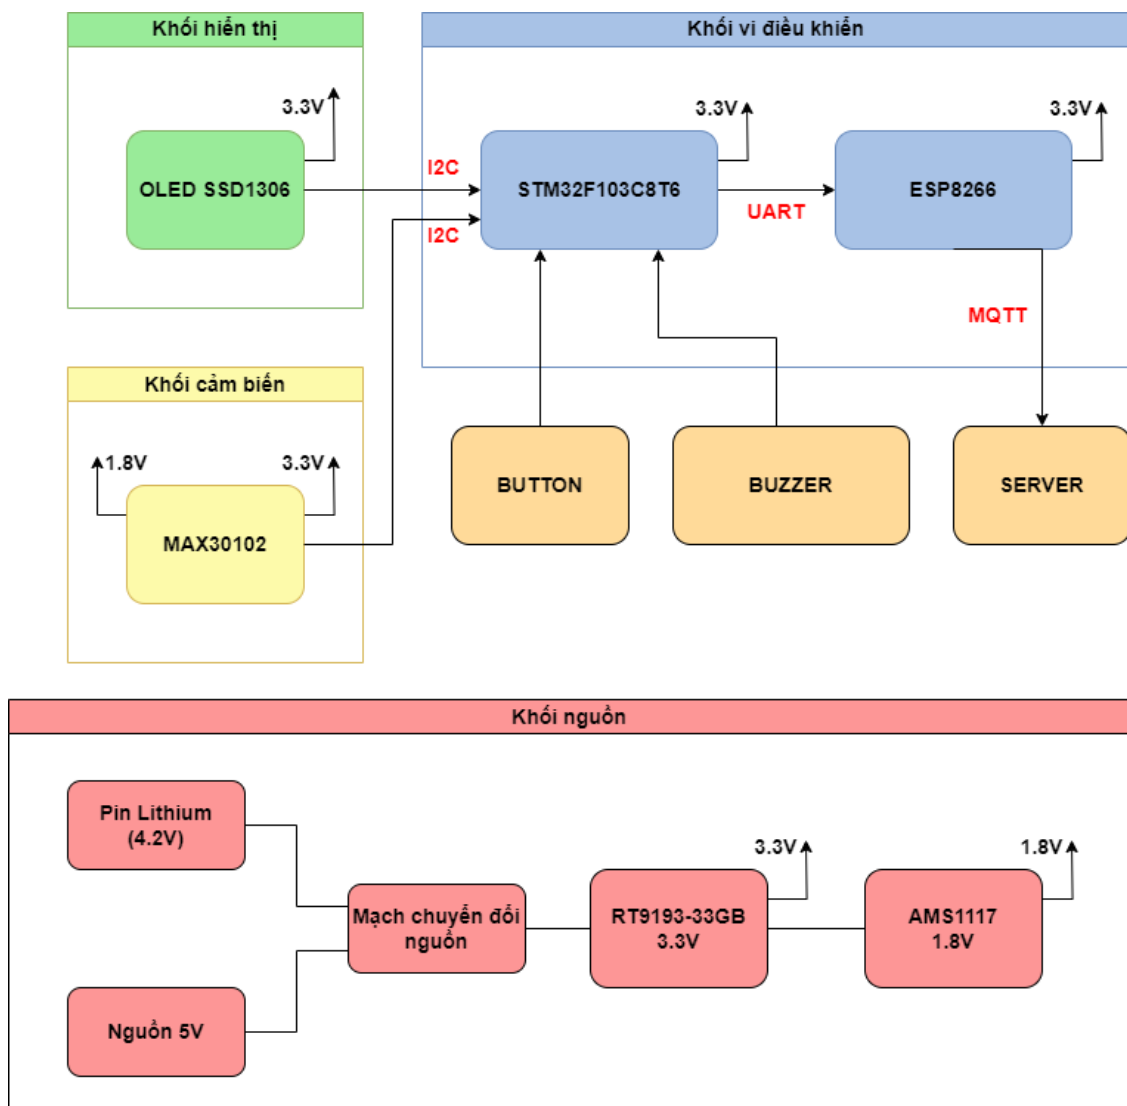 Khối hiển thị
3.3V
OLED SSD1306
Khối vi điều khiển
I2C
I2C
3.3V
STM32F103C8T6
UART
3.3V
ESP8266
MQTT
Khối cảm biến
1.8V
3.3V
MAX30102
BUTTON
BUZZER
SERVER
Khối nguồn
Pin Lithium
(4.2V)
Nguồn 5V
Mạch chuyển đổi
nguồn
3.3V
RT9193-33GB
3.3V
1.8V
AMS1117
1.8V